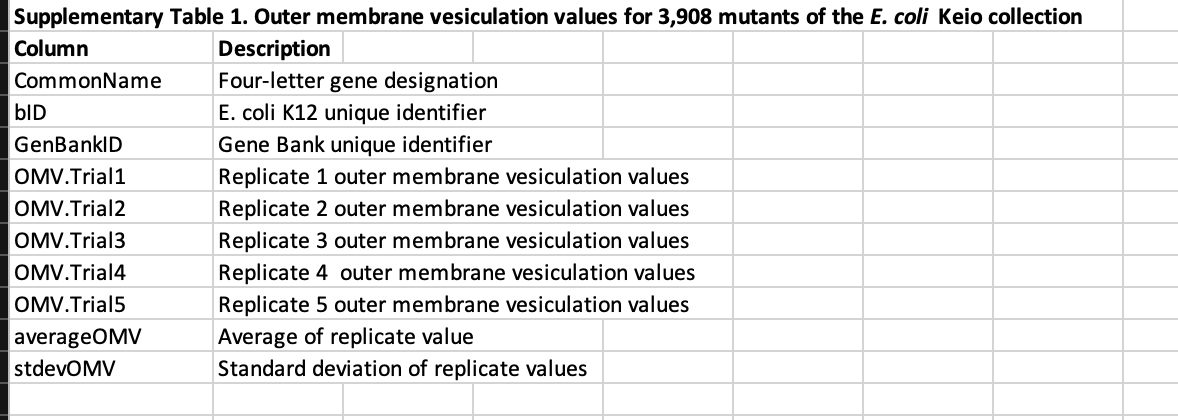 Supplementary Table 1. Outer membrane vesiculation values for 3,908 mutants of the E. coli Keio collection
Column Description
CommonName Four-letter gene designation
bID E. coli K12 unique identifier
GenBankID Gene Bank unique identifier
OMV.Trial1 Replicate 1 outer membrane vesiculation values
OMV.Trial2 Replicate 2 outer membrane vesiculation values
OMV.Trial3 Replicate 3 outer membrane vesiculation values
OMV.Trial4 Replicate 4  outer membrane vesiculation values
OMV.Trial5 Replicate 5 outer membrane vesiculation values
averageOMV Average of replicate value
stdevOMV Standard deviation of replicate values